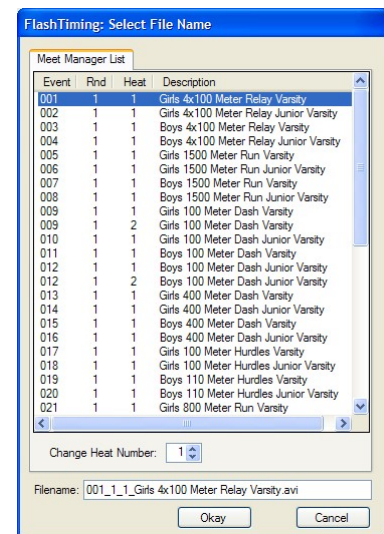 FlashTiming: Select File Name
Meet Manager List
Event Rnd Heat Description
001 1 1 Girls 4x100 Meter Relay Varsity
002 1 1 Girls 4x100 Meter Relay Junior Varsity
003 1 1 Boys 4x100 Meter Relay Varsity
004 1 1 Boys 4x100 Meter Relay Junior Varsity
005 1 1 Girls 1500 Meter Run Varsity
006 1 1 Girls 1500 Meter Run Junior Varsity
007 1 1 Boys 1500 Meter Run Varsity
008 1 1 Boys 1500 Meter Run Junior Varsity
009 1 1 Girls 100 Meter Dash Varsity
009 1 2 Girls 100 Meter Dash Varsity
010 1 1 Girls 100 Meter Dash Junior Varsity
011 1 1 Boys 100 Meter Dash Varsity
012 1 1 Boys 100 Meter Dash Junior Varsity
012 1 2 Boys 100 Meter Dash Junior Varsity
013 1 1 Girls 400 Meter Dash Varsity
014 1 1 Girls 400 Meter Dash Junior Varsity
015 1 1 Boys 400 Meter Dash Varsity
016 1 1 Boys 400 Meter Dash Junior Varsity
017 1 1 Girls 100 Meter Hurdles Varsity
018 1 1 Girls 100 Meter Hurdles Junior Varsity
019 1 1 Boys 110 Meter Hurdles Varsity
020 1 1 Boys 110 Meter Hurdles Junior Varsity
021 1 1 Girls 800 Meter Run Varsity
Change Heat Number: 1
Filename: 001_1_1_Girls 4x100 Meter Relay Varsity.avi
Okay Cancel